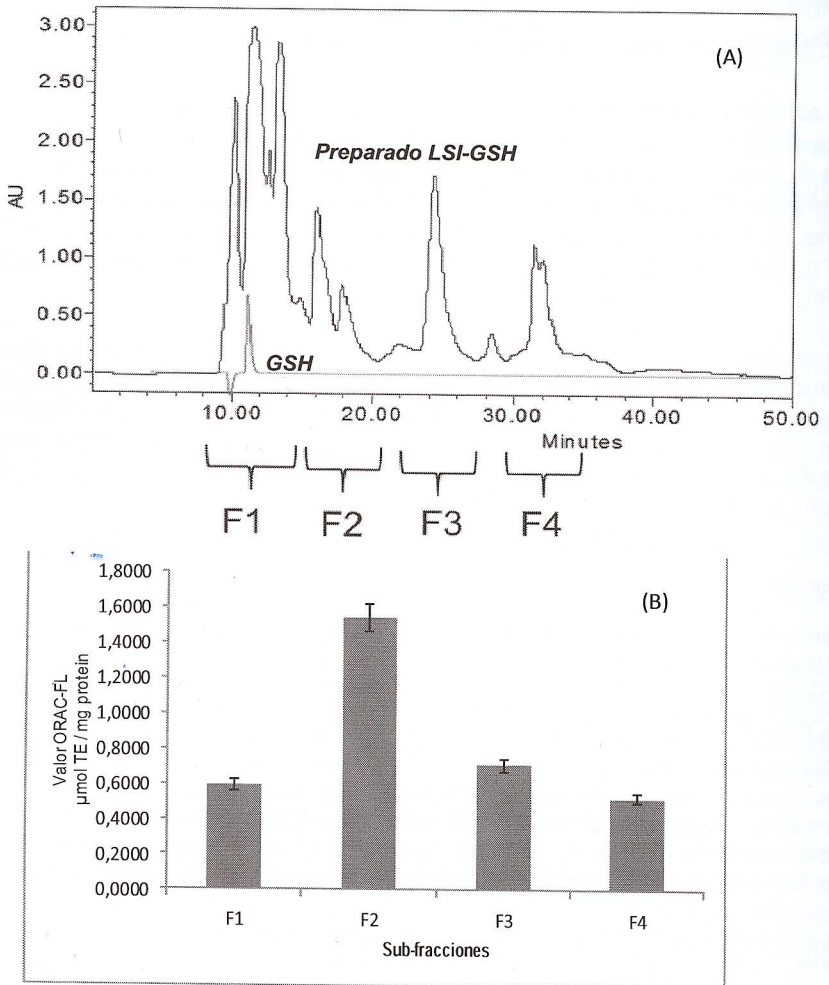 (A)
AU
3.00
2.50
2.00
1.50
1.00
0.50
0.00
Preparado LSI-GSH
GSH
10.00 20.00 30.00 40.00 50.00
Minutes
F1 F2 F3 F4
(B)
Valor ORAC-FL
µmol TE / mg protein
1,8000
1,6000
1,4000
1,2000
1,0000
0,8000
0,6000
0,4000
0,2000
0,0000
F1 F2 F3 F4
Sub-fracciones